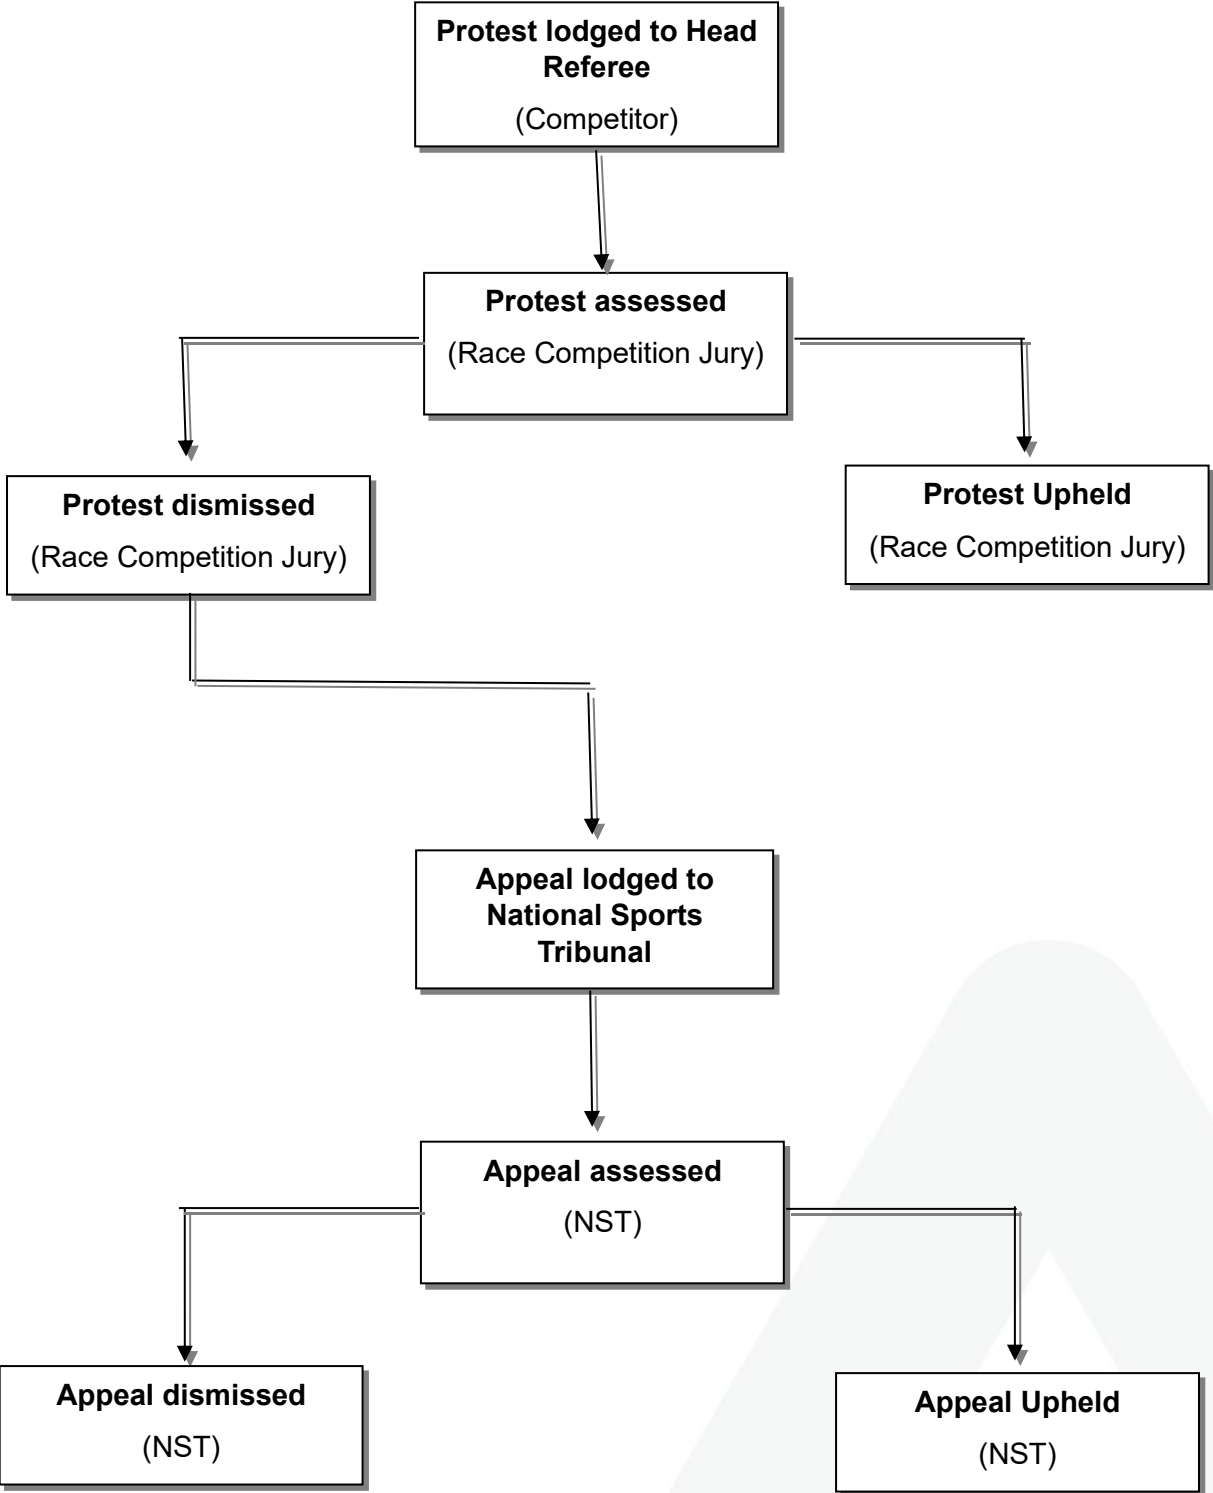 Protest lodged to Head
Referee
(Competitor)
Protest assessed
(Race Competition Jury)
Protest dismissed
(Race Competition Jury)
Protest Upheld
(Race Competition Jury)
Appeal lodged to
National Sports
Tribunal
Appeal assessed
(NST)
Appeal dismissed
(NST)
Appeal Upheld
(NST)